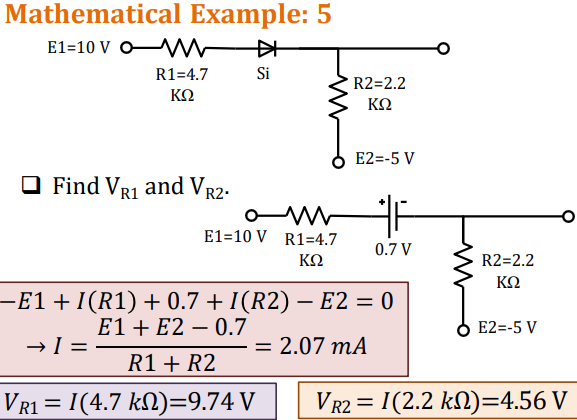 Mathematical Example: 5
E1=10 V
R1=4.7
KΩ
Si
R2=2.2
KΩ
E2=-5 V
❑ Find V_R1 and V_R2.
E1=10 V
R1=4.7
KΩ
+ -
0.7 V
R2=2.2
KΩ
E2=-5 V
−E1 + I(R1) + 0.7 + I(R2) − E2 = 0
→ I = (E1 + E2 − 0.7) / (R1 + R2) = 2.07 mA
V_R1 = I(4.7 kΩ)=9.74 V
V_R2 = I(2.2 kΩ)=4.56 V